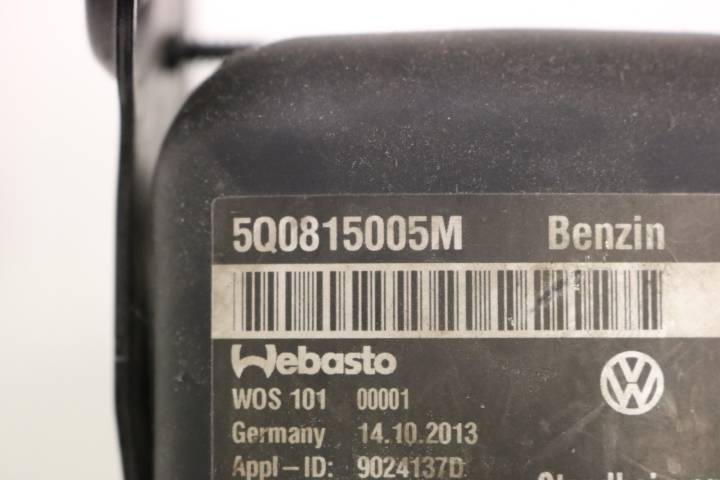 5Q0815005M Benzin
Webasto
WOS 101 00001
Germany 14.10.2013
Appl-ID: 9024137D